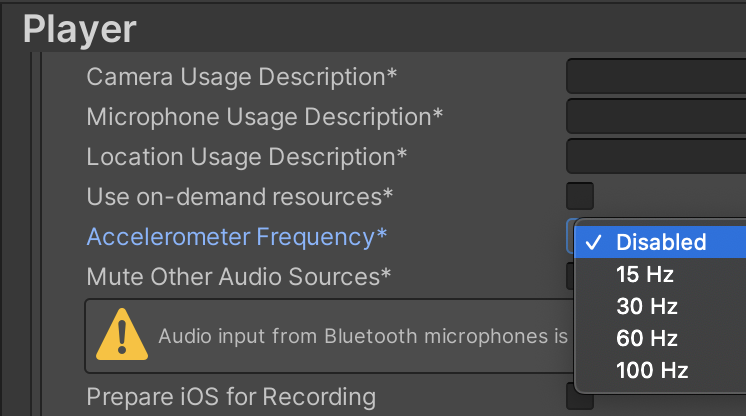 Player
Camera Usage Description*
Microphone Usage Description*
Location Usage Description*
Use on-demand resources*
Accelerometer Frequency*
✓ Disabled
15 Hz
Mute Other Audio Sources*
30 Hz
Audio input from Bluetooth microphones is
60 Hz
100 Hz
Prepare iOS for Recording